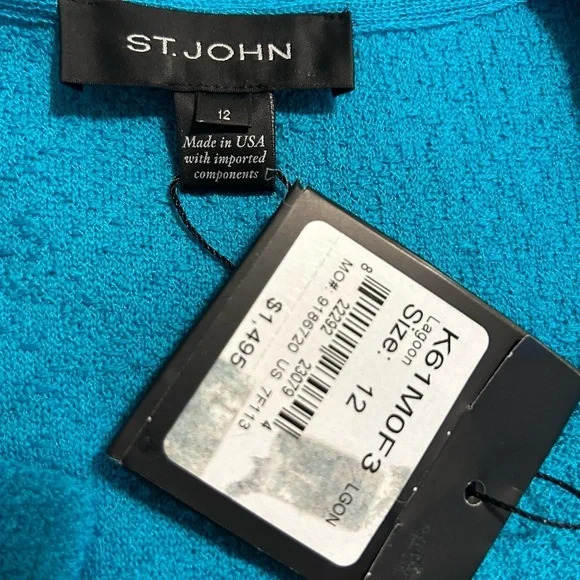 ST. JOHN
12
Made in USA
with imported
components
K61M0F3
Lagoon LGON
Size: 12
8 22292 23079 4
MO#: 9186720 US 7F113
$1,495